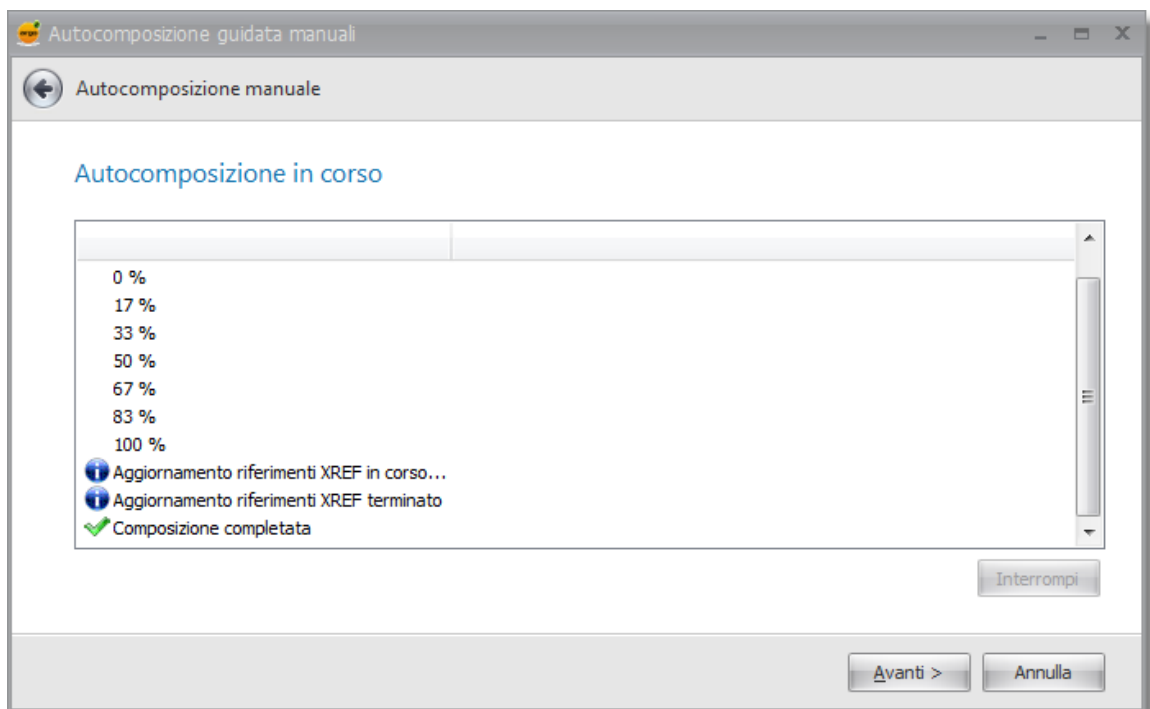 Autocomposizione guidata manuali
Autocomposizione manuale
Autocomposizione in corso
0 %
17 %
33 %
50 %
67 %
83 %
100 %
Aggiornamento riferimenti XREF in corso...
Aggiornamento riferimenti XREF terminato
Composizione completata
Interrompi
Avanti > Annulla